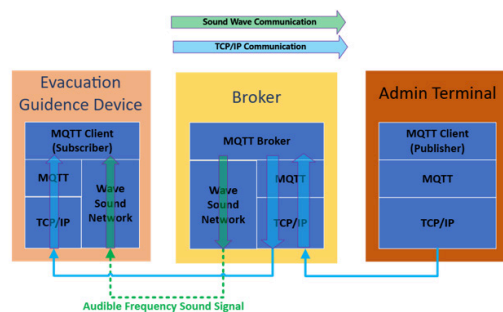 Sound Wave Communication
TCP/IP Communication
Evacuation
Guidence Device
Broker
Admin Terminal
MQTT Client
(Subscriber)
MQTT
TCP/IP
Wave
Sound
Network
MQTT Broker
Wave
Sound
Network
MQTT
TCP/IP
MQTT Client
(Publisher)
MQTT
TCP/IP
Audible Frequency Sound Signal